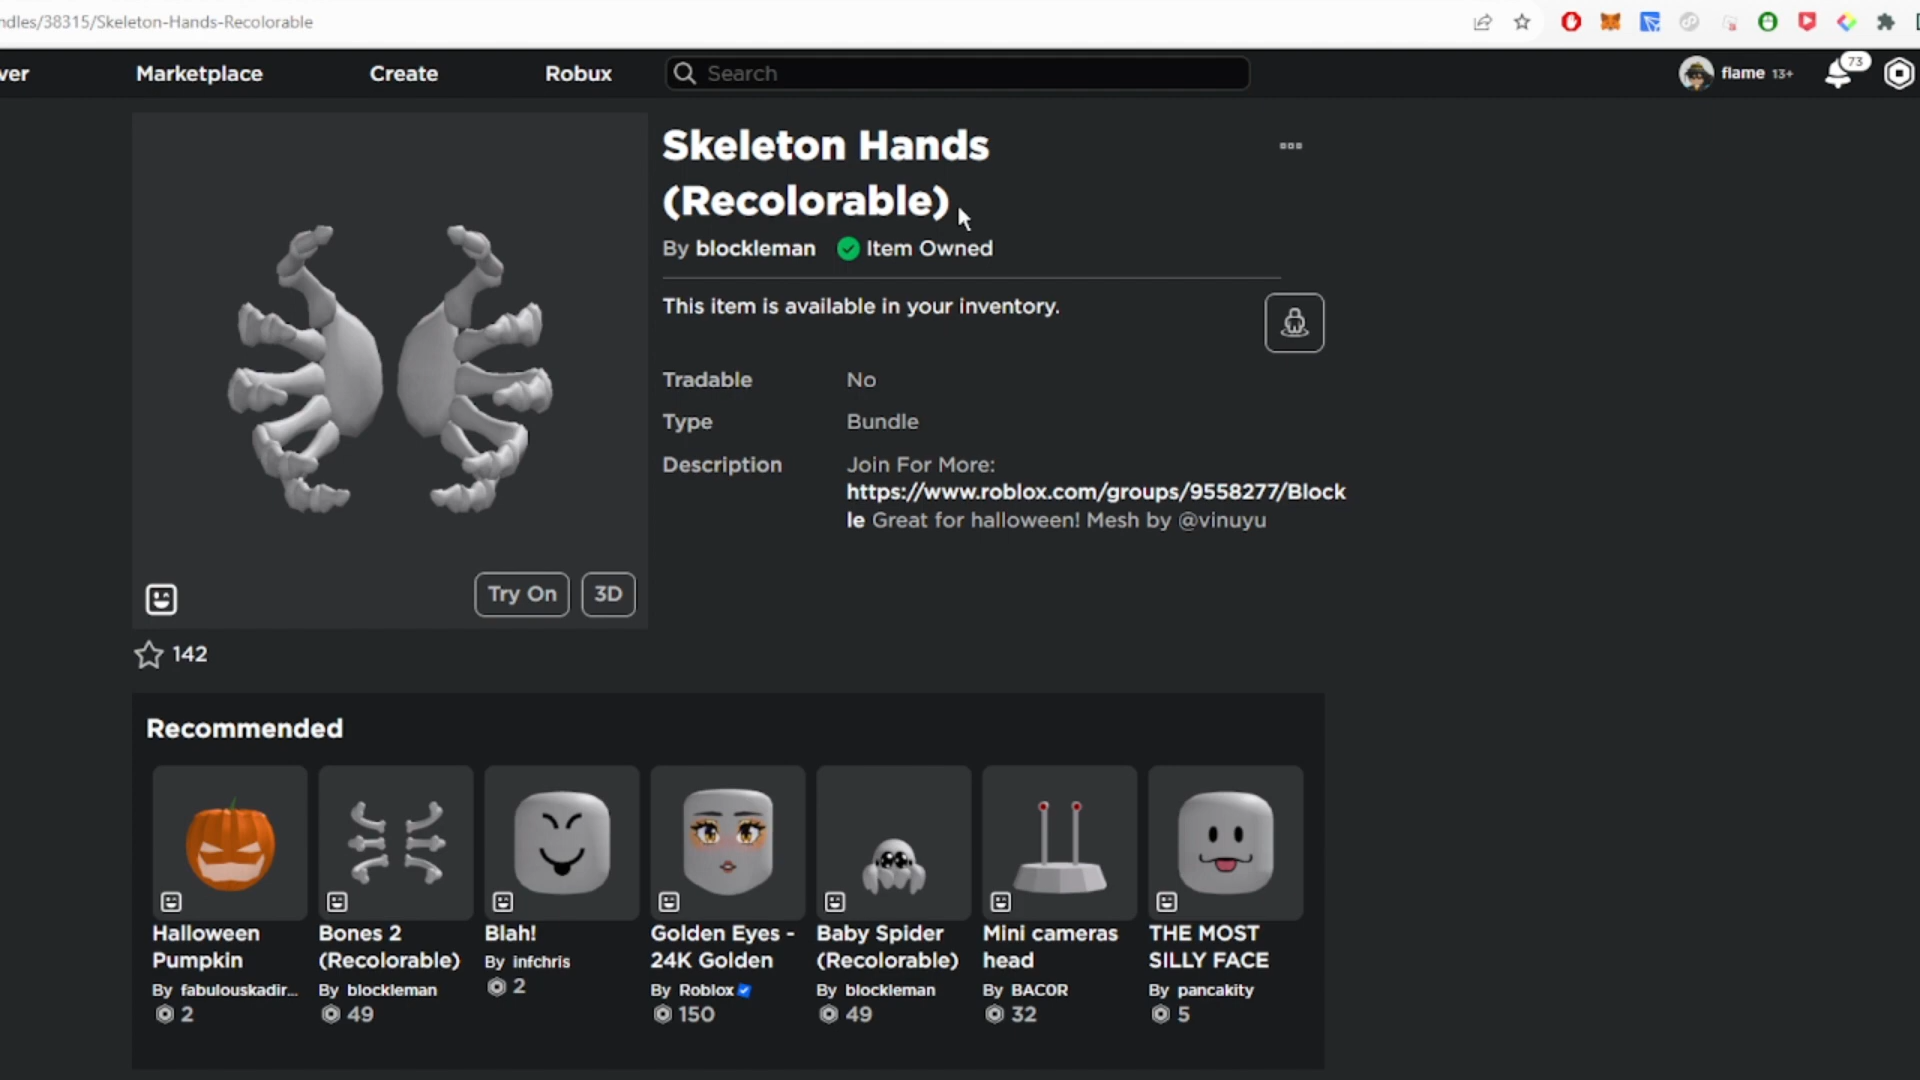 ndles/38315/Skeleton-Hands-Recolorable
ver
Marketplace
Create
Robux
Search
flame 13+
73
Skeleton Hands
(Recolorable)
By blockleman
Item Owned
This item is available in your inventory.
Tradable
No
Type
Bundle
Description
Join For More:
https://www.roblox.com/groups/9558277/Block
le Great for halloween! Mesh by @vinuyu
Try On
3D
142
Recommended
Halloween
Pumpkin
By fabulouskadir...
2
Bones 2
(Recolorable)
By blockleman
49
Blah!
By infchris
2
Golden Eyes -
24K Golden
By Roblox
150
Baby Spider
(Recolorable)
By blockleman
49
Mini cameras
head
By BACOR
32
THE MOST
SILLY FACE
By pancakity
5